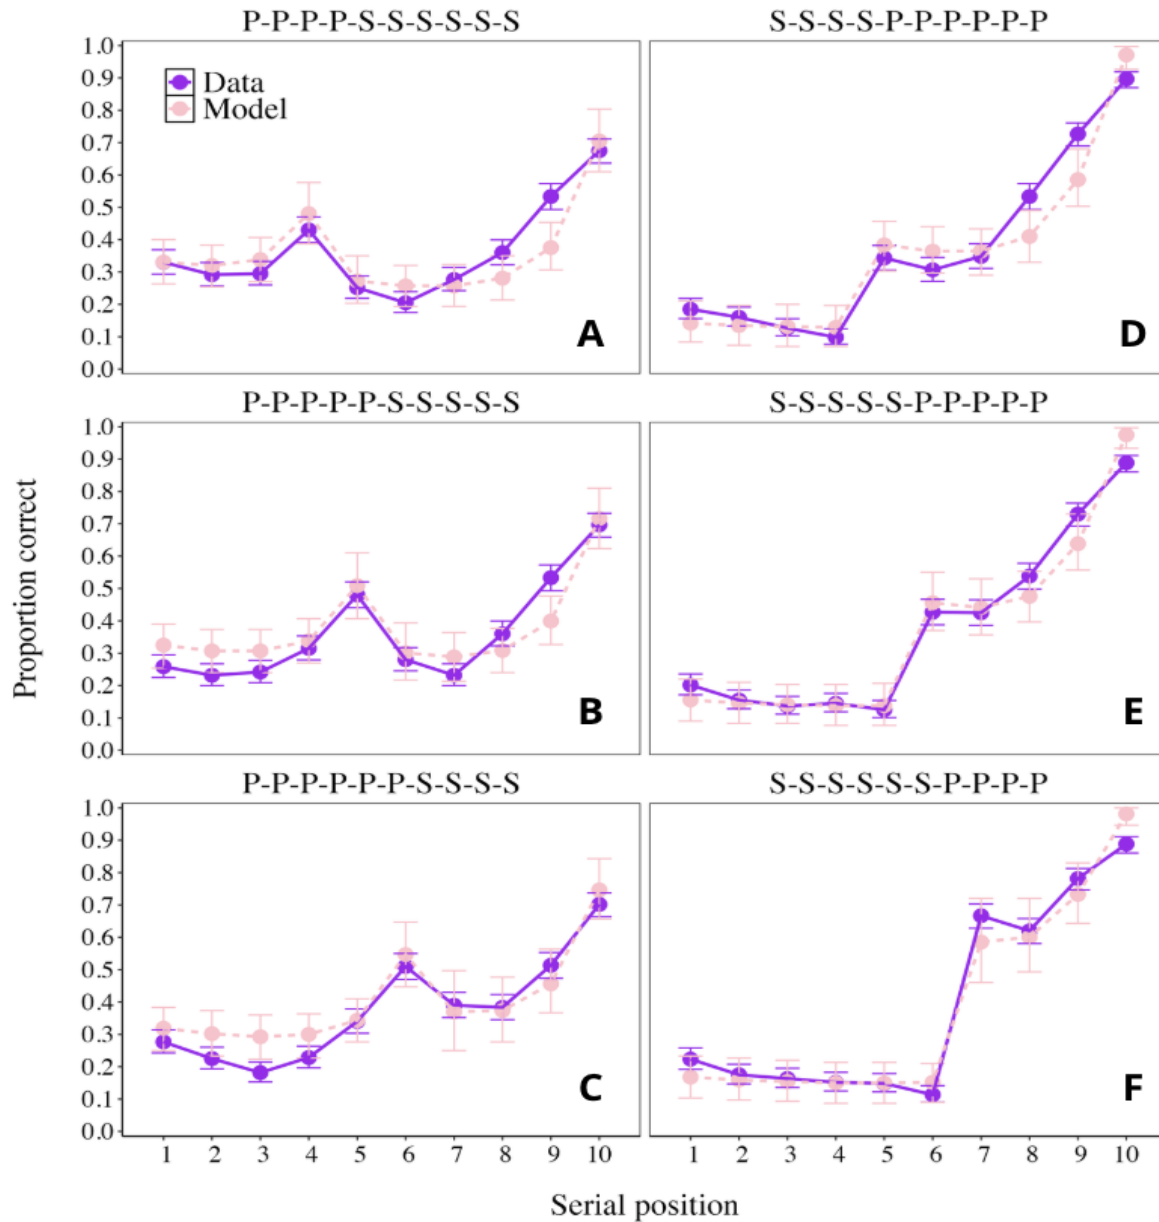 P-P-P-P-S-S-S-S-S-S
S-S-S-S-P-P-P-P-P-P
1.0
0.9
0.8
0.7
0.6
0.5
0.4
0.3
0.2
0.1
0.0
Data
Model
A
D
P-P-P-P-P-S-S-S-S-S
S-S-S-S-S-P-P-P-P-P
1.0
0.9
0.8
0.7
0.6
0.5
0.4
0.3
0.2
0.1
0.0
B
E
Proportion correct
P-P-P-P-P-P-S-S-S-S
S-S-S-S-S-S-P-P-P-P
1.0
0.9
0.8
0.7
0.6
0.5
0.4
0.3
0.2
0.1
0.0
C
F
1 2 3 4 5 6 7 8 9 10
1 2 3 4 5 6 7 8 9 10
Serial position